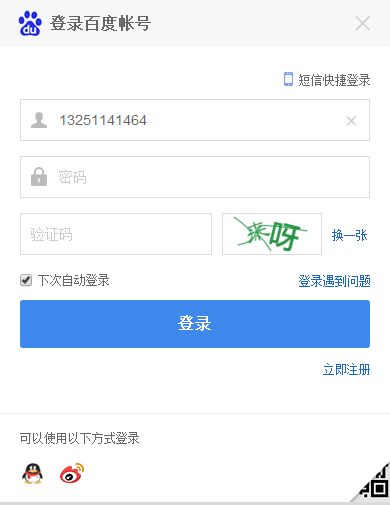 du 登录百度帐号
短信快捷登录
13251141464
密码
验证码
换一张
下次自动登录
登录遇到问题
登录
立即注册
可以使用以下方式登录